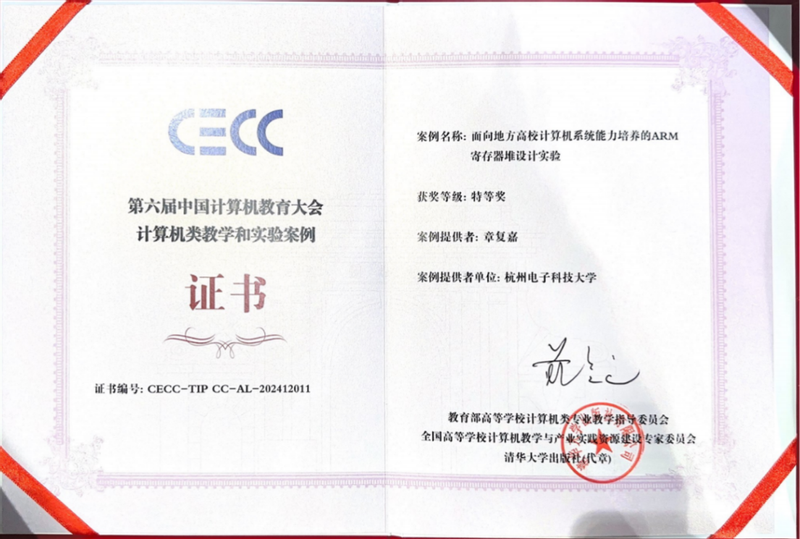 CECC
第六届中国计算机教育大会
计算机类教学和实验案例
证书
证书编号: CECC-TIP CC-AL-202412011
案例名称: 面向地方高校计算机系统能力培养的ARM
寄存器堆设计实验
获奖等级: 特等奖
案例提供者: 章复嘉
案例提供者单位: 杭州电子科技大学
教育部高等学校计算机类专业教学指导委员会
全国高等学校计算机教学与产业实践资源建设专家委员会
清华大学出版社(代章)